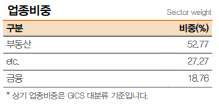 업종비중 Sector weight
구분 비중(%)
부동산 52.77
etc. 27.27
금융 18.76
* 상기 업종비중은 GICS 대분류 기준입니다.